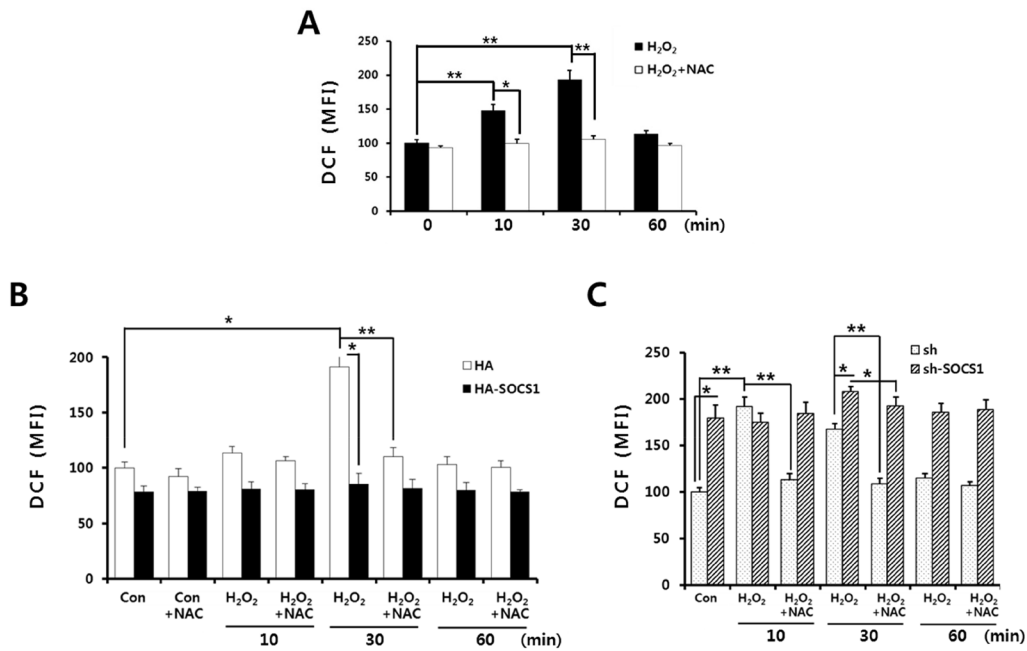 A
DCF (MFI)
250
200
150
100
50
0
**
**
*
**
H₂O₂
H₂O₂+NAC
0 10 30 60 (min)
B
DCF (MFI)
200
150
100
50
0
*
**
*
HA
HA-SOCS1
Con Con +NAC H₂O₂ H₂O₂ +NAC H₂O₂ H₂O₂ +NAC H₂O₂ H₂O₂ +NAC
10 30 60 (min)
C
DCF (MFI)
250
200
150
100
50
0
**
*
**
**
*
*
sh
sh-SOCS1
Con H₂O₂ H₂O₂ +NAC H₂O₂ H₂O₂ +NAC H₂O₂ H₂O₂ +NAC
10 30 60 (min)